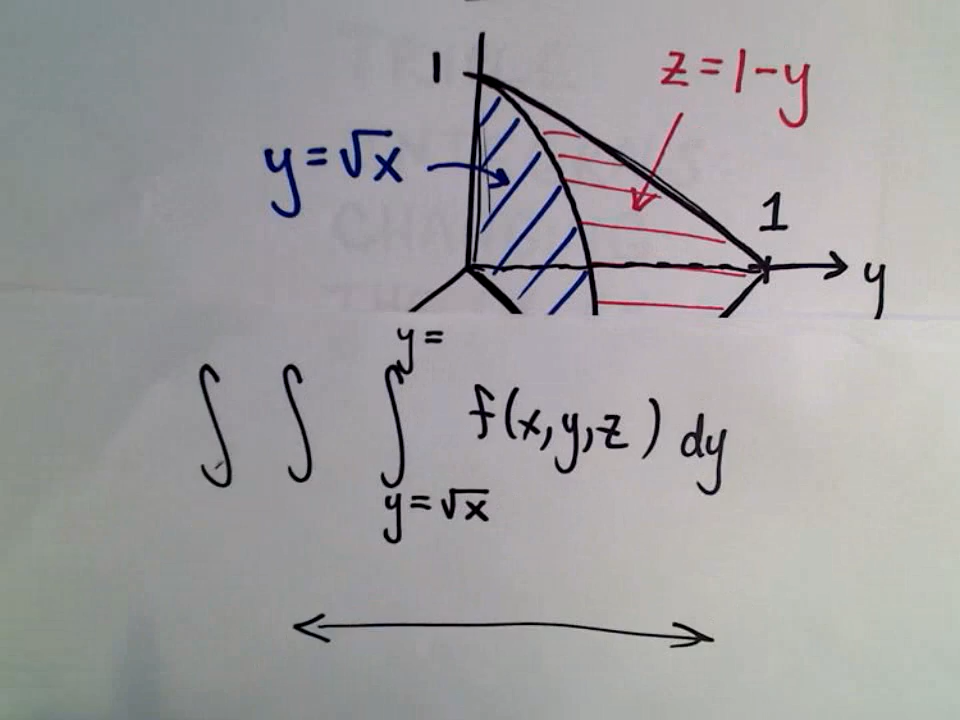 1
z = 1 - y
y = √x
1
y
y =
∫ ∫ ∫ f(x, y, z) dy
y = √x